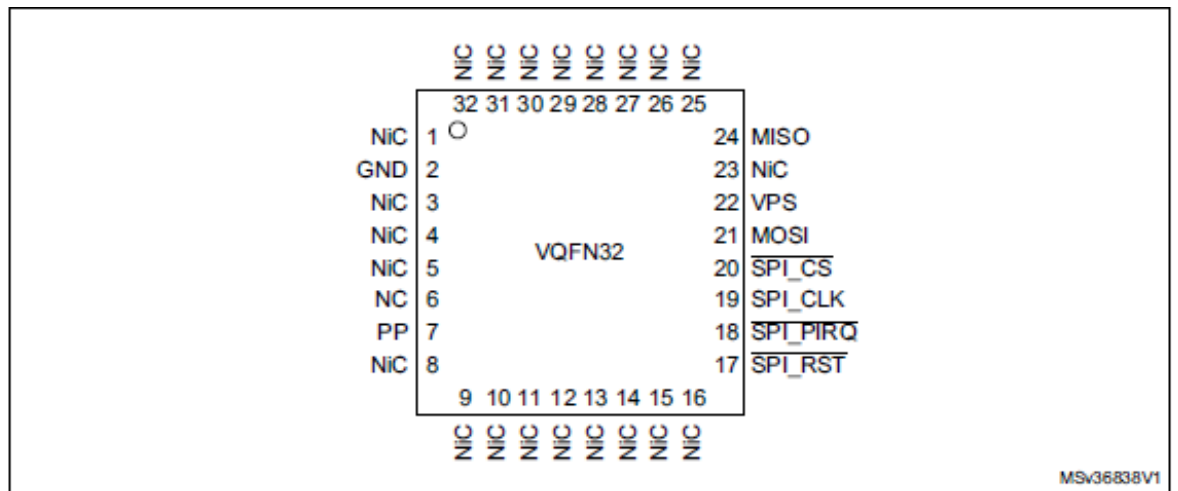 NiC NiC NiC NiC NiC NiC NiC NiC
32 31 30 29 28 27 26 25
NiC 1 24 MISO
GND 2 23 NiC
NiC 3 22 VPS
NiC 4 21 MOSI
VQFN32
NiC 5 20 SPI_CS
NC 6 19 SPI_CLK
PP 7 18 SPI_PIRQ
NiC 8 17 SPI_RST
9 10 11 12 13 14 15 16
NiC NiC NiC NiC NiC NiC NiC NiC
MSv36838V1